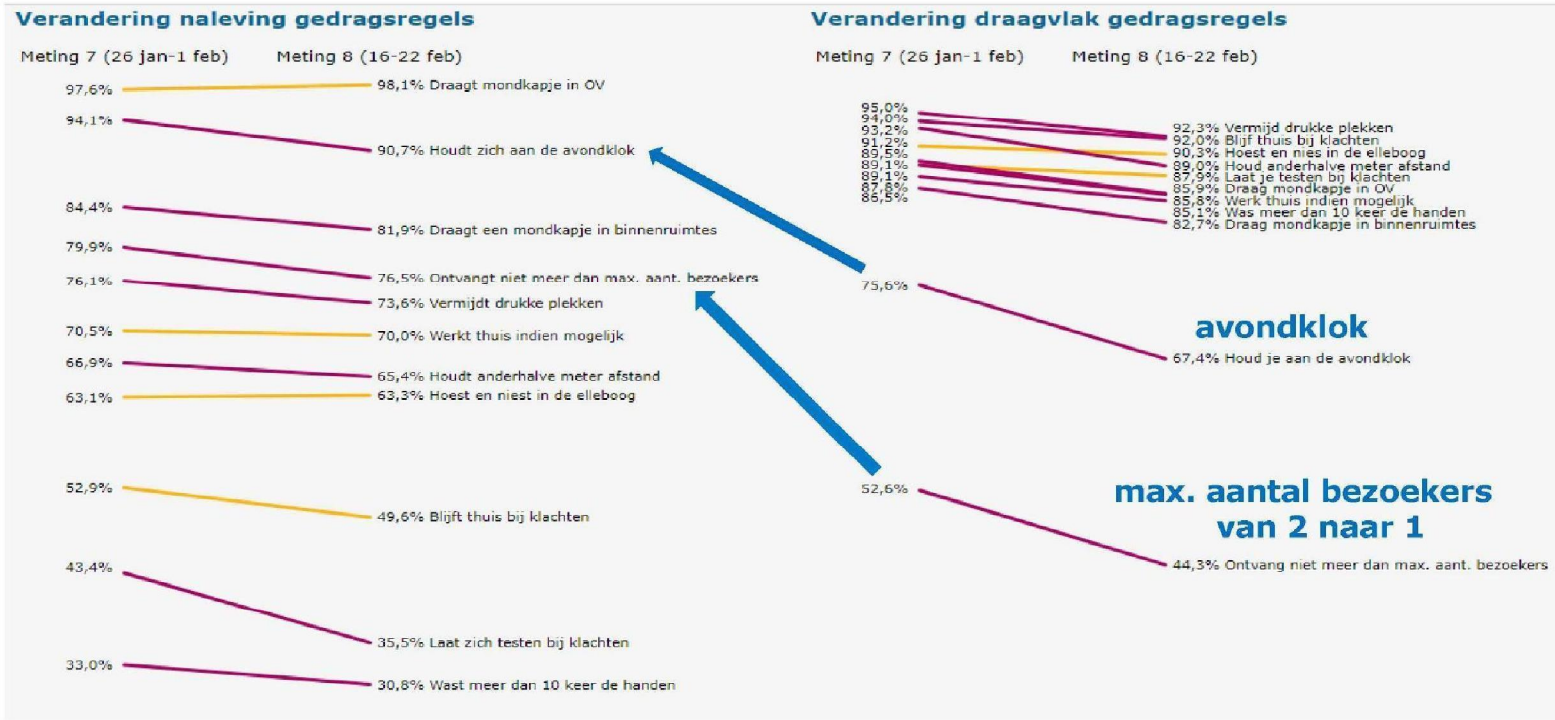 Verandering naleving gedragsregels
Meting 7 (26 jan-1 feb) Meting 8 (16-22 feb)
97,6% 98,1% Draagt mondkapje in OV
94,1% 90,7% Houdt zich aan de avondklok
84,4% 81,9% Draagt een mondkapje in binnenruimtes
79,9% 76,5% Ontvangt niet meer dan max. aant. bezoekers
76,1% 73,6% Vermijdt drukke plekken
70,5% 70,0% Werkt thuis indien mogelijk
66,9% 65,4% Houdt anderhalve meter afstand
63,1% 63,3% Hoest en niest in de elleboog
52,9% 49,6% Blijft thuis bij klachten
43,4% 35,5% Laat zich testen bij klachten
33,0% 30,8% Wast meer dan 10 keer de handen
Verandering draagvlak gedragsregels
Meting 7 (26 jan-1 feb) Meting 8 (16-22 feb)
95,0%
94,0%
93,2%
91,2%
89,5%
89,1%
89,1%
87,8%
86,5%
92,3% Vermijd drukke plekken
92,0% Blijf thuis bij klachten
90,3% Hoest en nies in de elleboog
89,0% Houd anderhalve meter afstand
87,9% Laat je testen bij klachten
85,9% Draag mondkapje in OV
85,8% Werk thuis indien mogelijk
85,1% Was meer dan 10 keer de handen
82,7% Draag mondkapje in binnenruimtes
75,6%
avondklok
67,4% Houd je aan de avondklok
52,6%
max. aantal bezoekers
van 2 naar 1
44,3% Ontvang niet meer dan max. aant. bezoekers